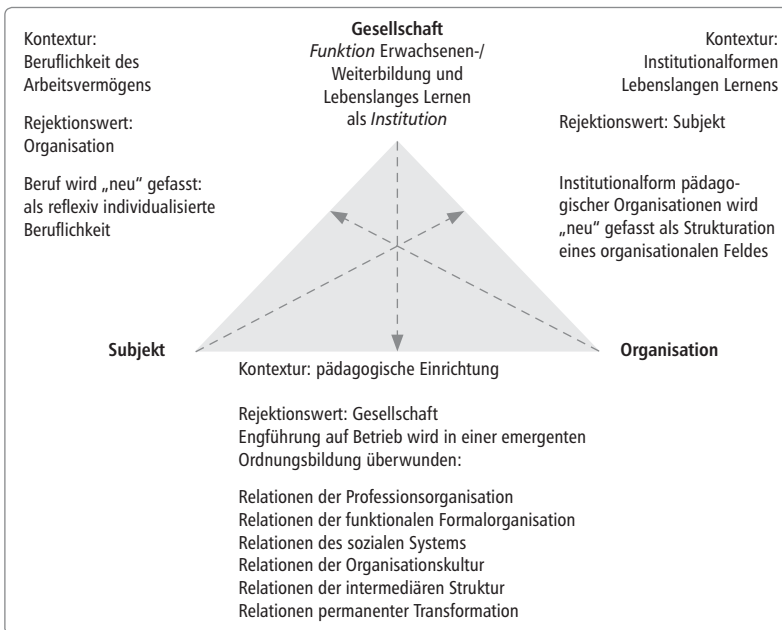 Kontextur:
Beruflichkeit des
Arbeitsvermögens
Rejektionswert:
Organisation
Beruf wird „neu“ gefasst:
als reflexiv individualisierte
Beruflichkeit
Gesellschaft
Funktion Erwachsenen-/
Weiterbildung und
Lebenslanges Lernen
als Institution
Kontextur:
Institutionalformen
Lebenslangen Lernens
Rejektionswert: Subjekt
Institutionalform pädago-
gischer Organisationen wird
„neu“ gefasst als Strukturation
eines organisationalen Feldes
Subjekt
Organisation
Kontextur: pädagogische Einrichtung
Rejektionswert: Gesellschaft
Engführung auf Betrieb wird in einer emergenten
Ordnungsbildung überwunden:
Relationen der Professionsorganisation
Relationen der funktionalen Formalorganisation
Relationen des sozialen Systems
Relationen der Organisationskultur
Relationen der intermediären Struktur
Relationen permanenter Transformation